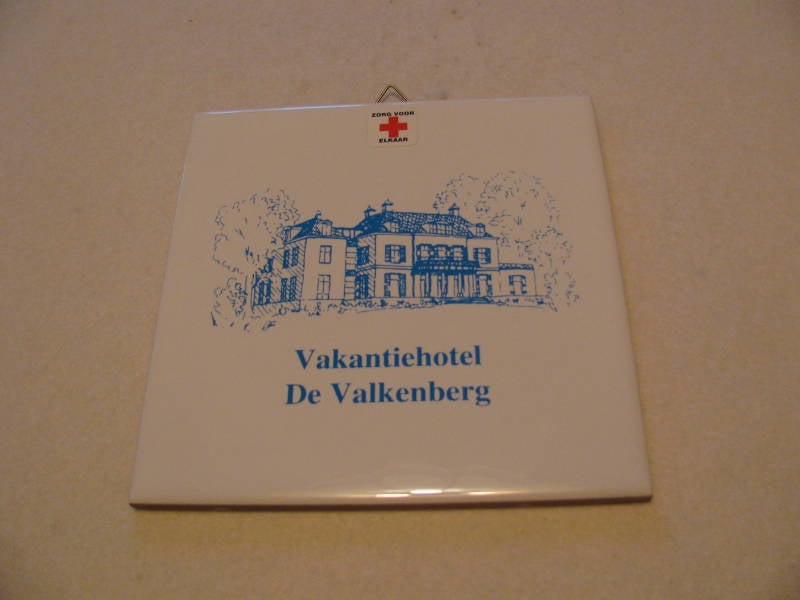 ZORG VOOR
ELKAAR
Vakantiehotel
De Valkenberg